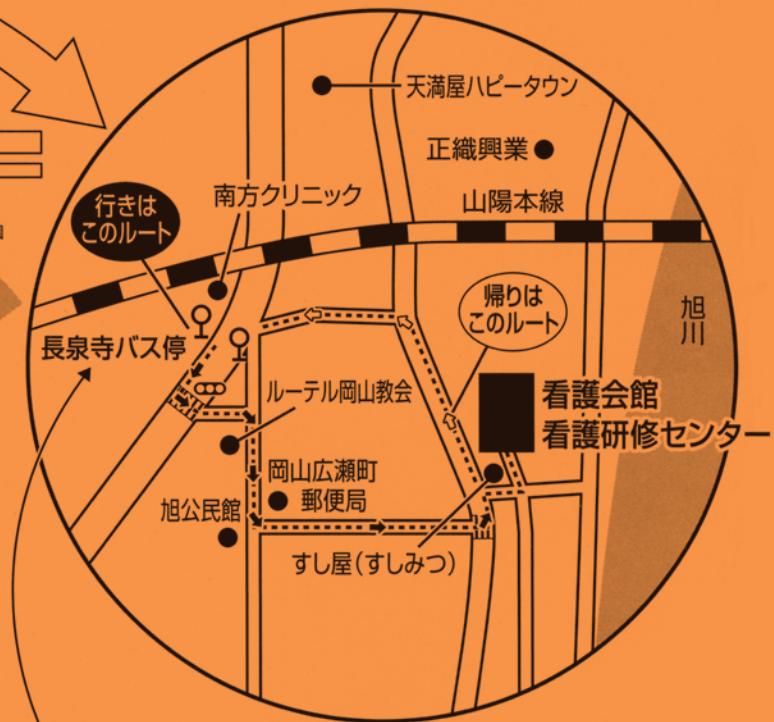 天満屋ハピータウン
正織興業
南方クリニック
山陽本線
行きは
このルート
帰りは
このルート
旭川
長泉寺バス停
ルーテル岡山教会
看護会館
看護研修センター
岡山広瀬町
郵便局
旭公民館
すし屋(すしみつ)